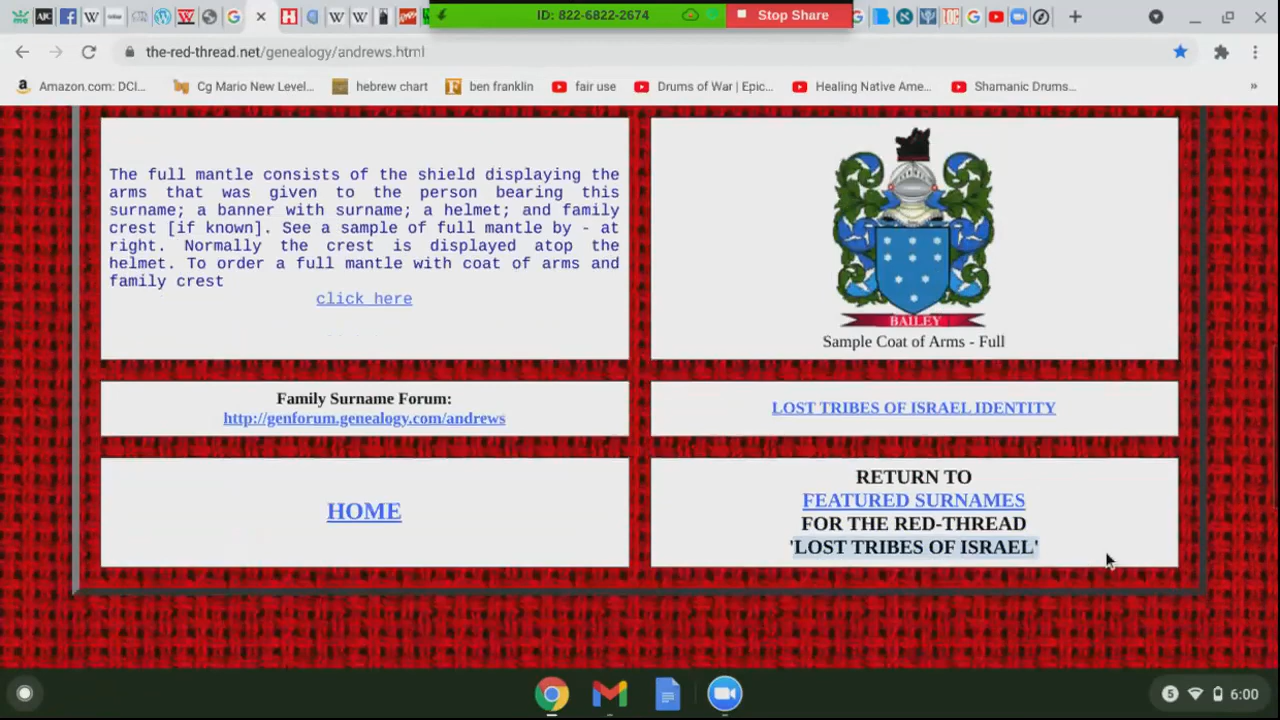 ID: 822-6822-2674
Stop Share
the-red-thread.net/genealogy/andrews.html
Amazon.com: DCI...
Cg Mario New Level...
hebrew chart
ben franklin
fair use
Drums of War | Epic...
Healing Native Ame...
Shamanic Drums...
»
The full mantle consists of the shield displaying the
arms that was given to the person bearing this
surname; a banner with surname; a helmet; and family
crest [if known]. See a sample of full mantle by - at
right. Normally the crest is displayed atop the
helmet. To order a full mantle with coat of arms and
family crest
click here
BAILEY
Sample Coat of Arms - Full
Family Surname Forum:
http://genforum.genealogy.com/andrews
LOST TRIBES OF ISRAEL IDENTITY
HOME
RETURN TO
FEATURED SURNAMES
FOR THE RED-THREAD
'LOST TRIBES OF ISRAEL'
5
6:00